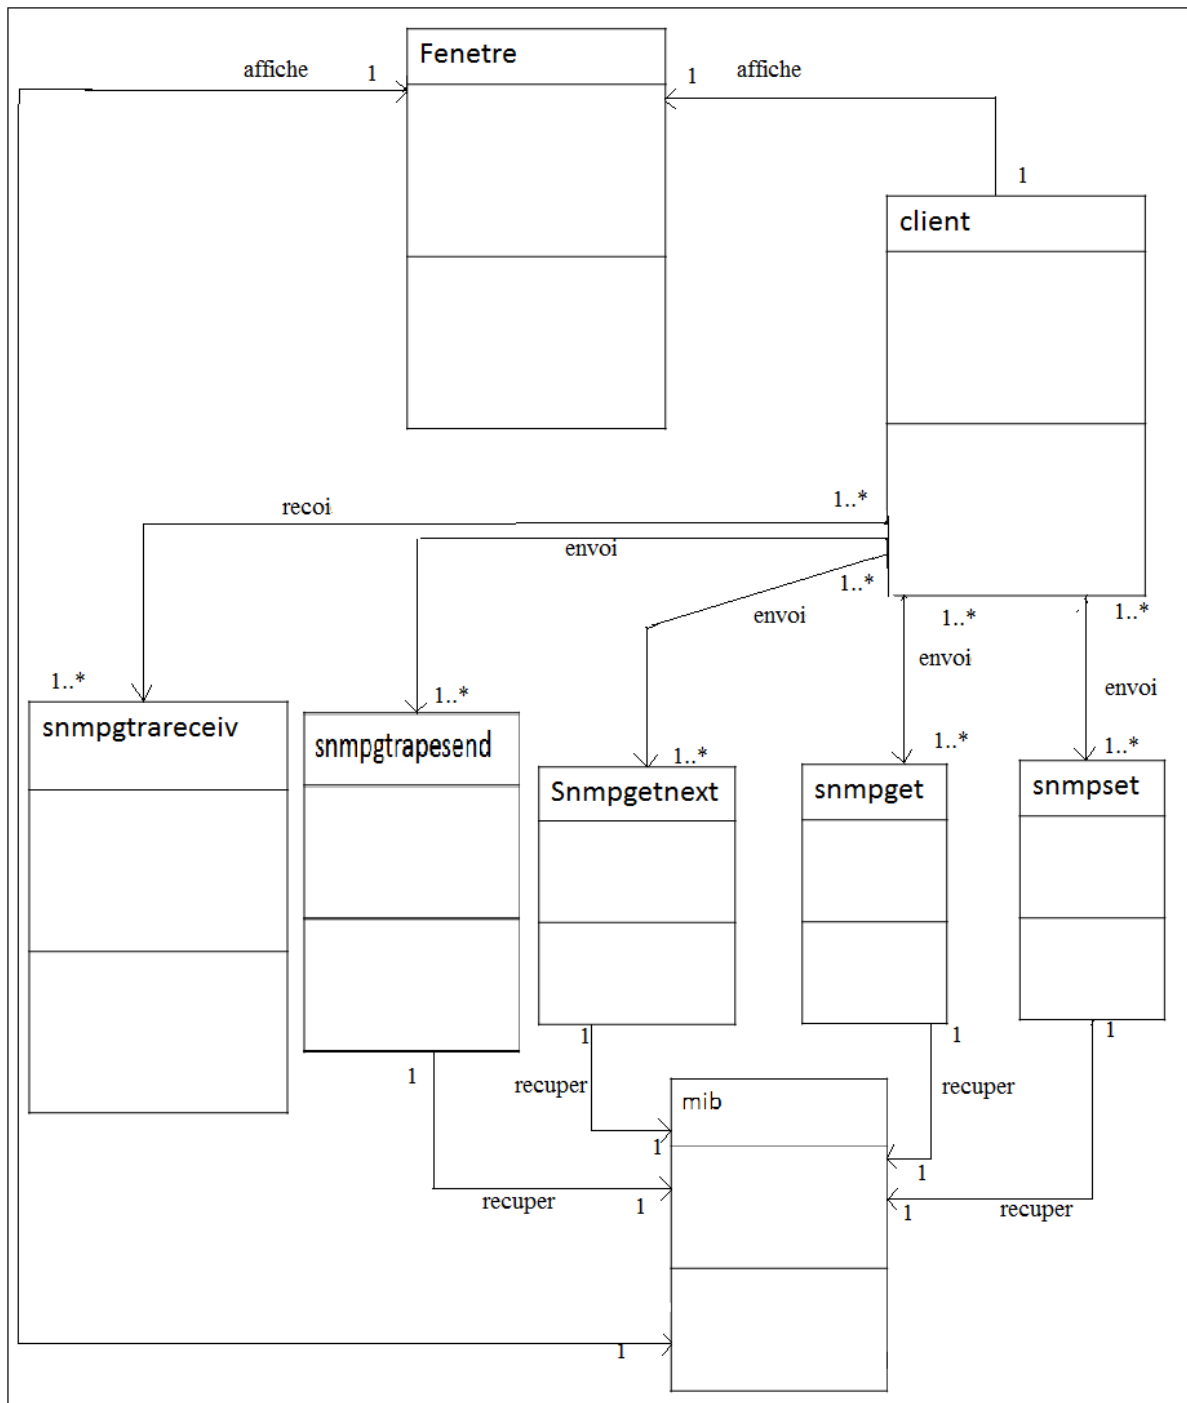 Fenetre
affiche
1
1
affiche
1
client
1..*
recoi
envoi
1..*
envoi
1..*
1..*
envoi
envoi
1..*
1..*
1..*
1..*
1..*
snmpgtrareceiv
snmpgtrapesend
Snmpgetnext
snmpget
snmpset
1
1
1
1
recuper
recuper
mib
1
1
recuper
1
1
recuper
1